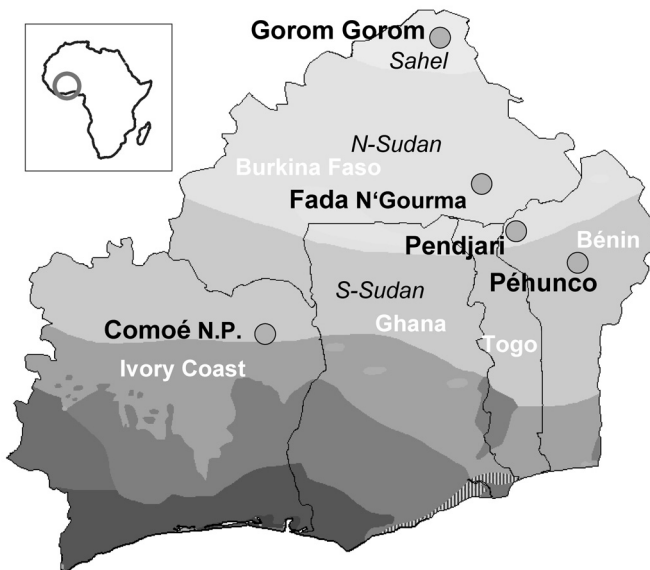 Gorom Gorom
Sahel
N-Sudan
Burkina Faso
Fada N‘Gourma
Pendjari
Bénin
Péhunco
S-Sudan
Ghana
Comoé N.P.
Togo
Ivory Coast